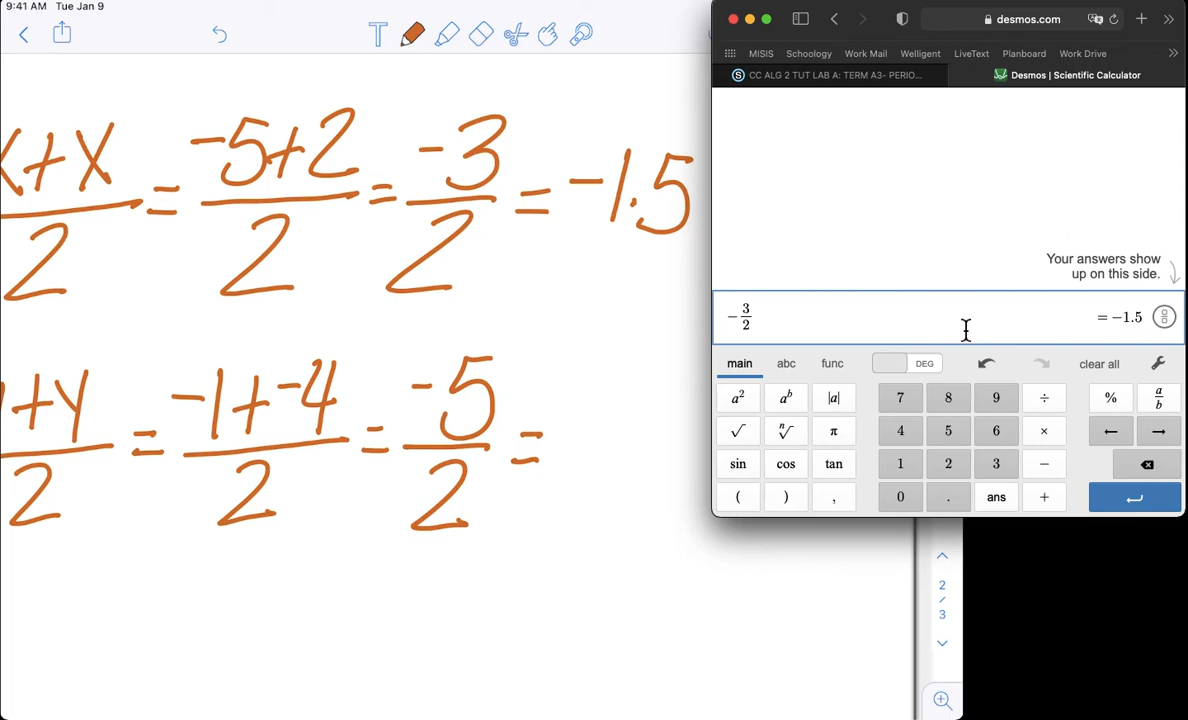 9:41 AM Tue Jan 9
desmos.com
MISIS Schoology Work Mail Welligent LiveText Planboard Work Drive
CC ALG 2 TUT LAB A: TERM A3- PERIO... Desmos | Scientific Calculator
x+x/2 = -5+2/2 = -3/2 = -1.5
Your answers show
up on this side.
-3/2 = -1.5
+y/2 = -1+-4/2 = -5/2 =
main abc func DEG clear all
a² aᵇ |a| 7 8 9 ÷ % a/b
√ ⁿ√ π 4 5 6 × ← →
sin cos tan 1 2 3 −
( ) , 0 . ans +
2
/
3